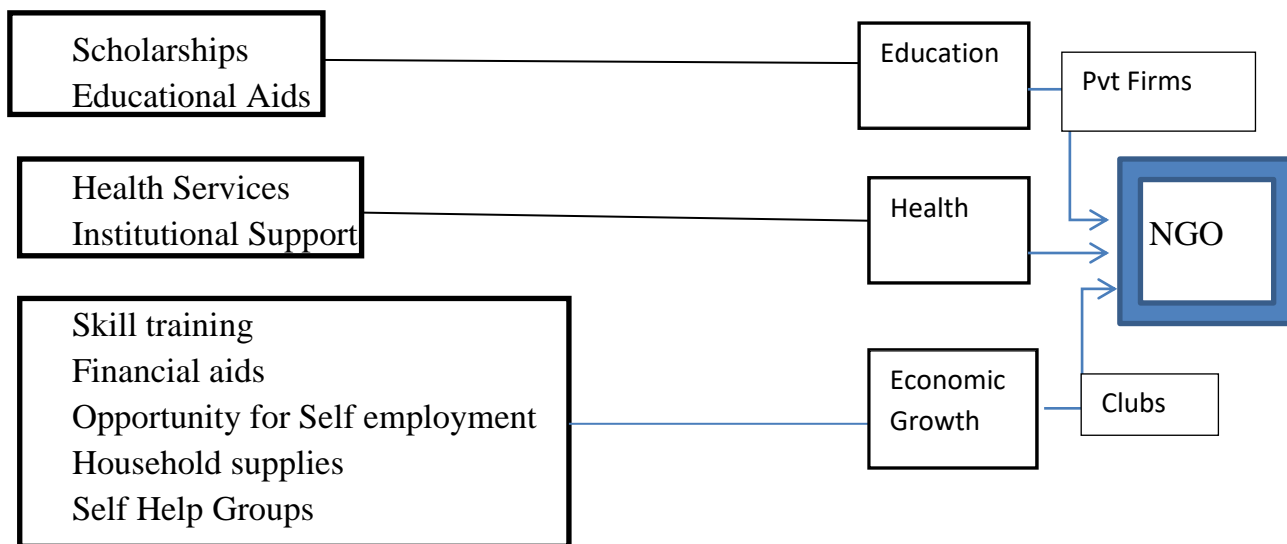 Scholarships
Educational Aids
Education
Pvt Firms
Health Services
Institutional Support
Health
NGO
Skill training
Financial aids
Opportunity for Self employment
Household supplies
Self Help Groups
Economic
Growth
Clubs